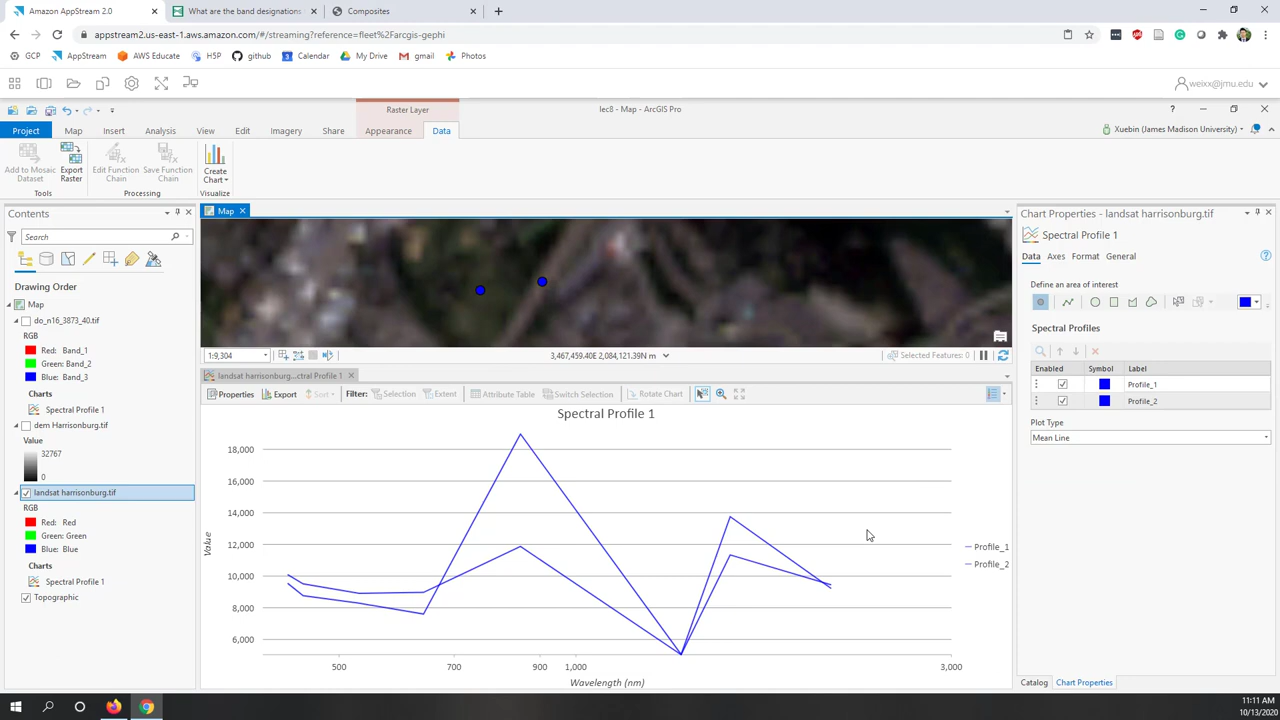 Amazon AppStream 2.0
What are the band designations
Composites
appstream2.us-east-1.aws.amazon.com/#/streaming?reference=fleet%2Farcgis-gephi
GCP AppStream AWS Educate H5P github Calendar My Drive gmail Photos
weixx@jmu.edu
Raster Layer
lec8 - Map - ArcGIS Pro
Project Map Insert Analysis View Edit Imagery Share Appearance Data
Xuebin (James Madison University)
Add to Mosaic Dataset
Export Raster
Edit Function Chain
Save Function Chain
Create Chart
Tools Processing Visualize
Contents
Search
Drawing Order
Map
do_n16_3873_40.tif
RGB
Red: Band_1
Green: Band_2
Blue: Band_3
Charts
Spectral Profile 1
dem Harrisonburg.tif
Value
32767
0
landsat harrisonburg.tif
RGB
Red: Red
Green: Green
Blue: Blue
Charts
Spectral Profile 1
Topographic
Map
1:9,304
3,467,459.40E 2,084,121.39N m
Selected Features: 0
landsat harrisonburg...ctral Profile 1
Properties Export Sort Filter: Selection Extent Attribute Table Switch Selection Rotate Chart
Spectral Profile 1
18,000
16,000
14,000
12,000
10,000
8,000
6,000
Value
500 700 900 1,000 3,000
Wavelength (nm)
Profile_1
Profile_2
Chart Properties - landsat harrisonburg.tif
Spectral Profile 1
Data Axes Format General
Define an area of interest
Spectral Profiles
Enabled Symbol Label
Profile_1
Profile_2
Plot Type
Mean Line
Catalog Chart Properties
11:11 AM
10/13/2020